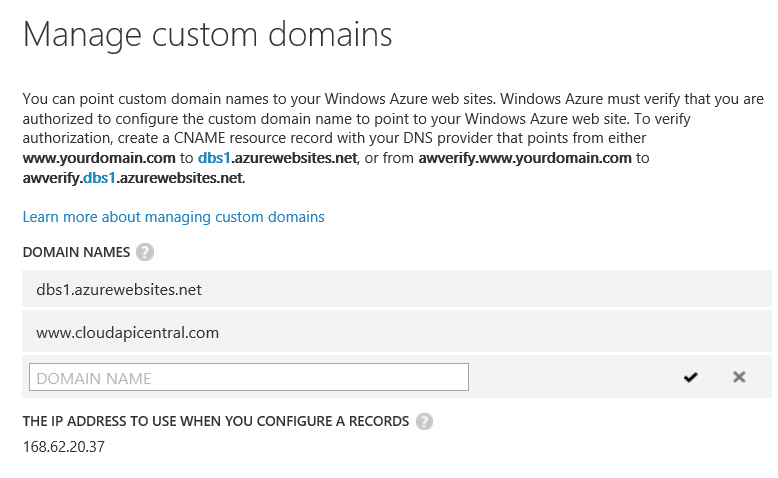 Manage custom domains
You can point custom domain names to your Windows Azure web sites. Windows Azure must verify that you are
authorized to configure the custom domain name to point to your Windows Azure web site. To verify
authorization, create a CNAME resource record with your DNS provider that points from either
www.yourdomain.com to dbs1.azurewebsites.net, or from awverify.www.yourdomain.com to
awverify.dbs1.azurewebsites.net.
Learn more about managing custom domains
DOMAIN NAMES ?
dbs1.azurewebsites.net
www.cloudapicentral.com
DOMAIN NAME
THE IP ADDRESS TO USE WHEN YOU CONFIGURE A RECORDS ?
168.62.20.37